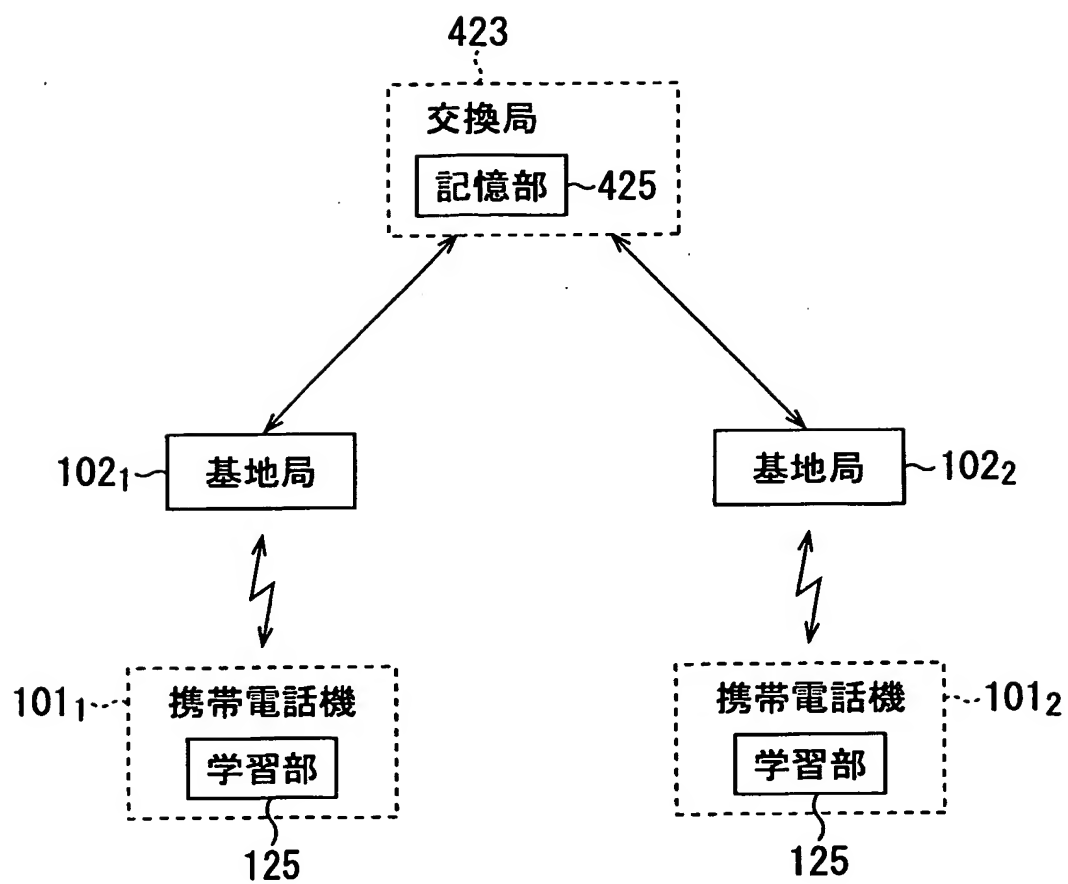 423
交換局
記憶部
425
102₁
基地局
基地局
102₂
101₁
携帯電話機
学習部
125
携帯電話機
101₂
学習部
125